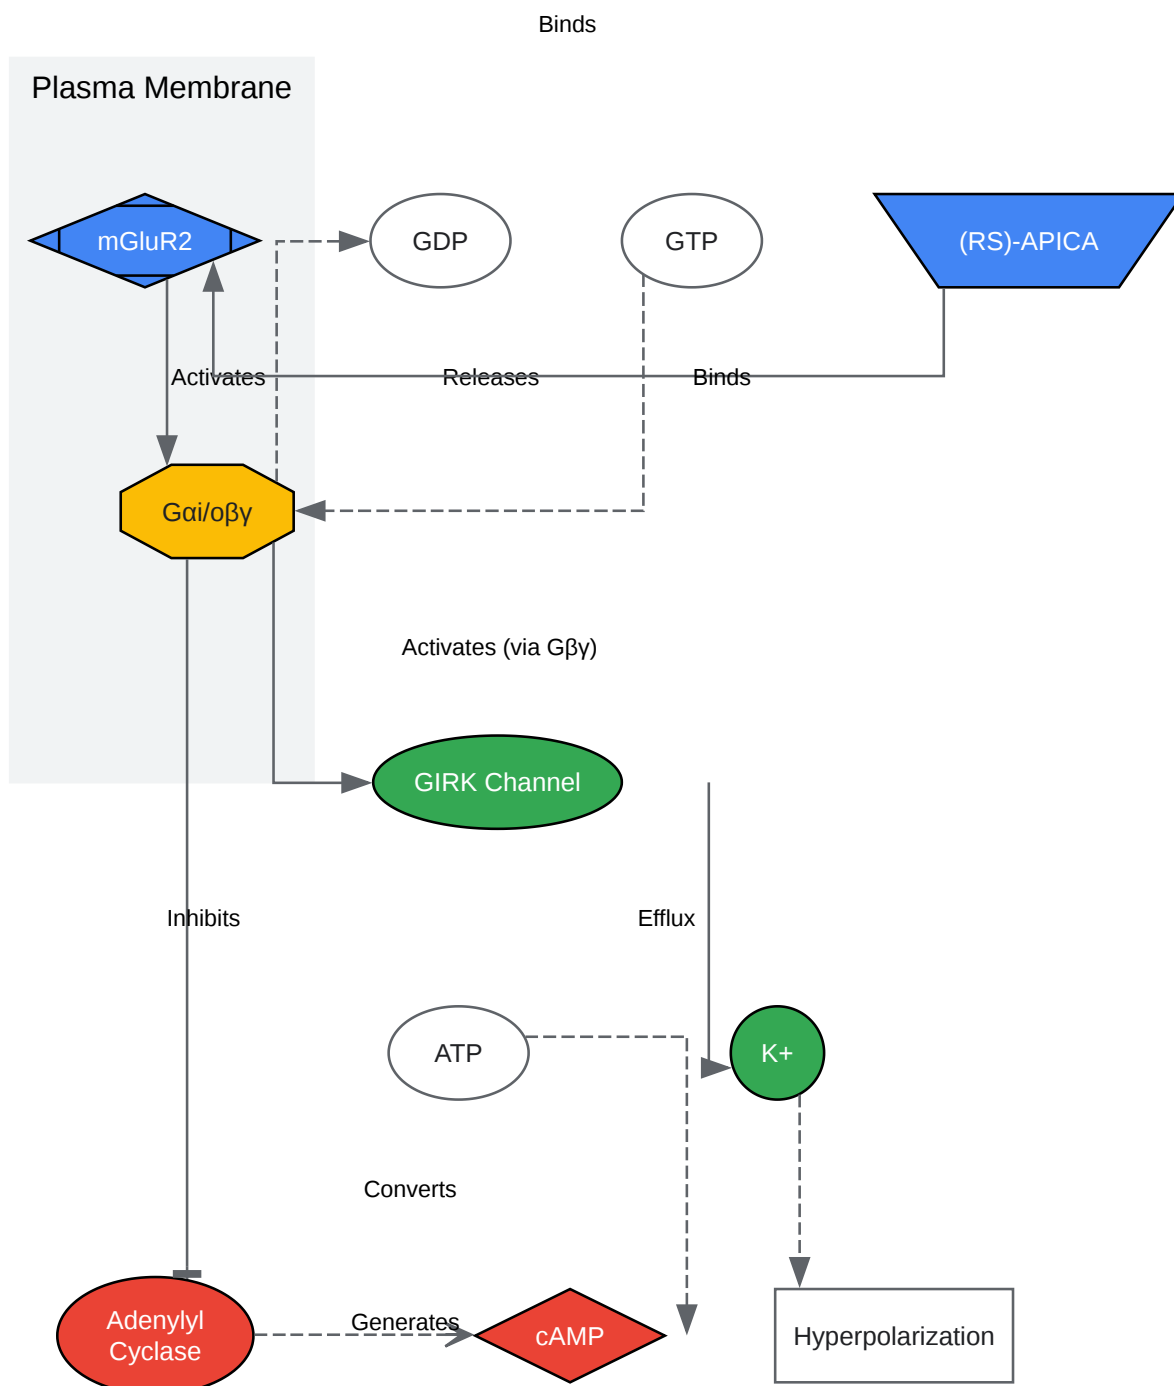 Binds
Plasma Membrane
mGluR2
GDP
GTP
(RS)-APICA
Activates
Releases
Binds
Gαi/oβγ
Activates (via Gβγ)
GIRK Channel
Inhibits
Efflux
ATP
K+
Converts
Adenylyl
Cyclase
Generates
cAMP
Hyperpolarization